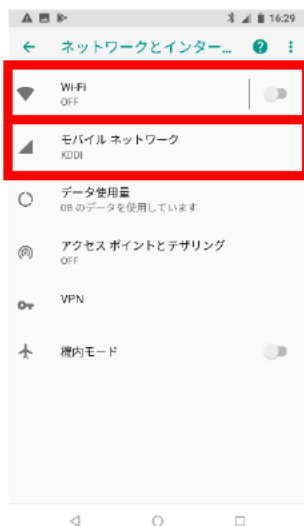 16:29
ネットワークとインター...
Wi-Fi
OFF
モバイル ネットワーク
KDDI
データ使用量
0B のデータを使用しています
アクセス ポイントとテザリング
OFF
VPN
機内モード